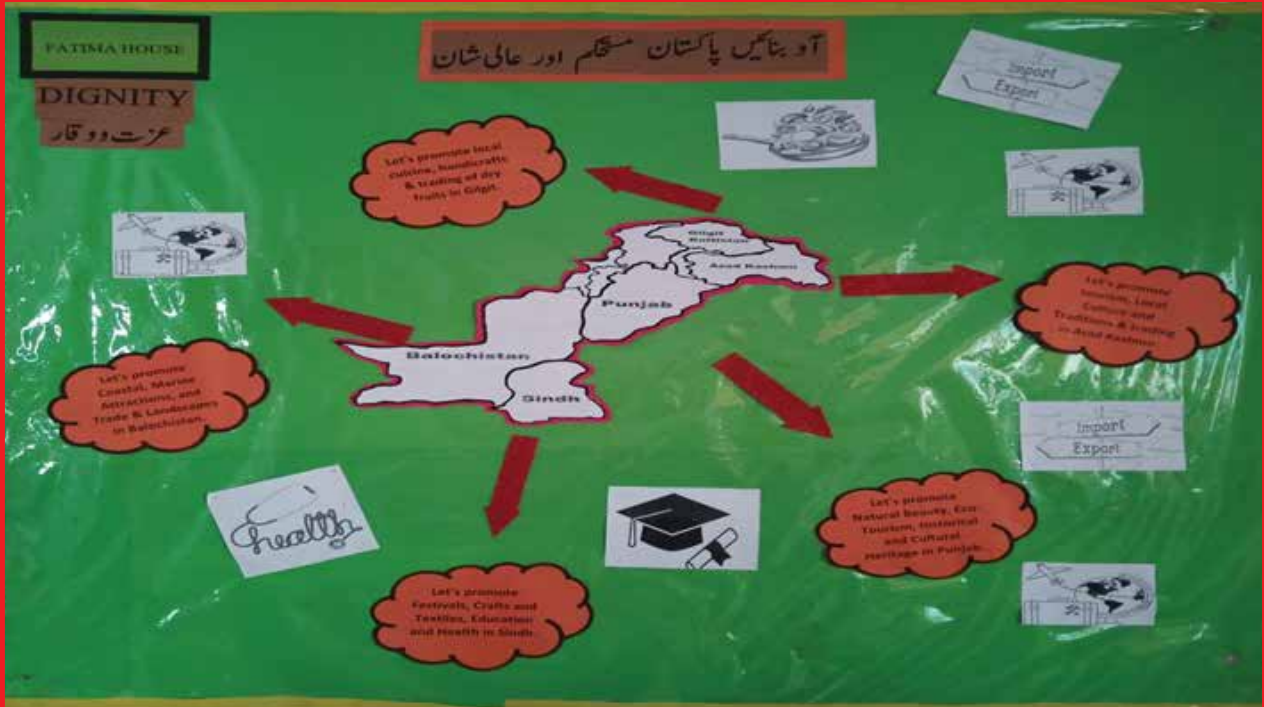 FATIMA HOUSE
DIGNITY
عزت و وقار
آو بنائیں پاکستان مستحکم اور عالی شان
Import
Export
Let's promote local
cuizine, handicrafts
& trading of dry
fruits in Gilgit.
Gilgit
Baltistan
Azad Kashmir
Punjab
Balochistan
Sindh
Let's promote
tourism, Local
Culture and
Traditions & trading
in Azad Kashmir.
Let's promote
Coastal, Marine
Attractions, and
Trade & Landscapes
in Balochistan.
Import
Export
health
Let's promote
Natural Beauty, Eco-
Tourism, Historical
and Cultural
Heritage in Punjab.
Let's promote
Festivals, Crafts and
Textiles, Education
and Health in Sindh.